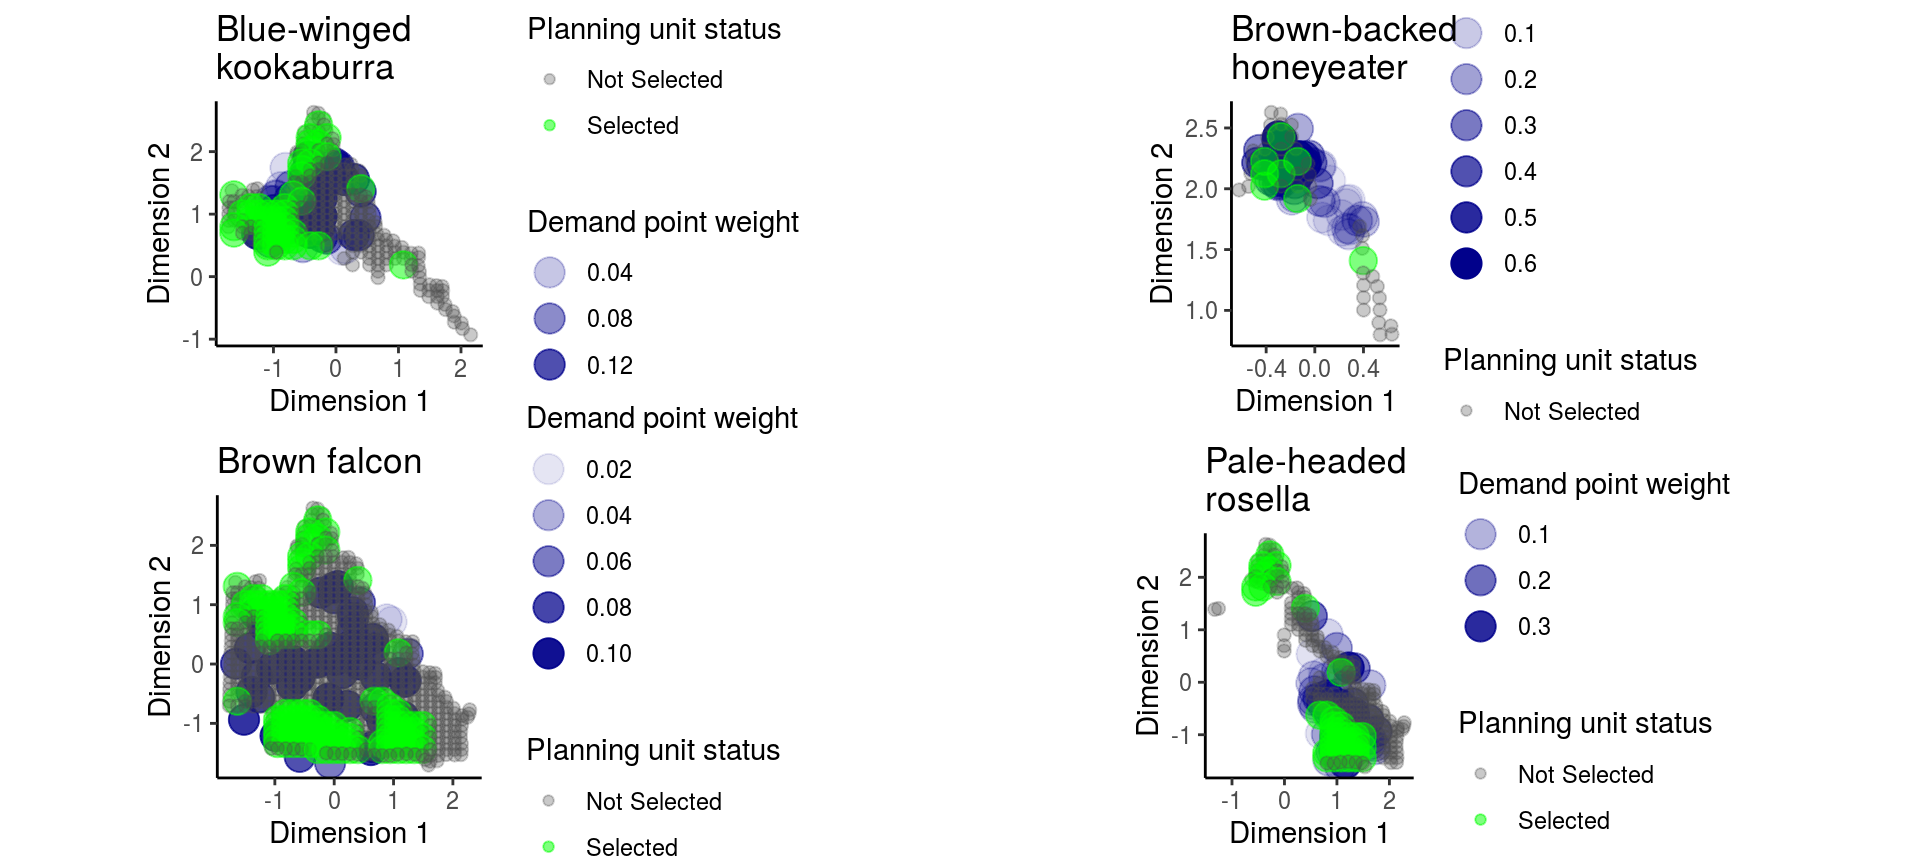 Blue-winged
kookaburra
2
1
0
-1
Dimension 2
-1 0 1 2
Dimension 1
Planning unit status
Not Selected
Selected
Demand point weight
0.04
0.08
0.12
Brown-backed
honeyeater
2.5
2.0
1.5
1.0
Dimension 2
-0.4 0.0 0.4
Dimension 1
0.1
0.2
0.3
0.4
0.5
0.6
Planning unit status
Not Selected
Brown falcon
2
1
0
-1
Dimension 2
-1 0 1 2
Dimension 1
Demand point weight
0.02
0.04
0.06
0.08
0.10
Planning unit status
Not Selected
Selected
Pale-headed
rosella
2
1
0
-1
Dimension 2
-1 0 1 2
Dimension 1
Demand point weight
0.1
0.2
0.3
Planning unit status
Not Selected
Selected